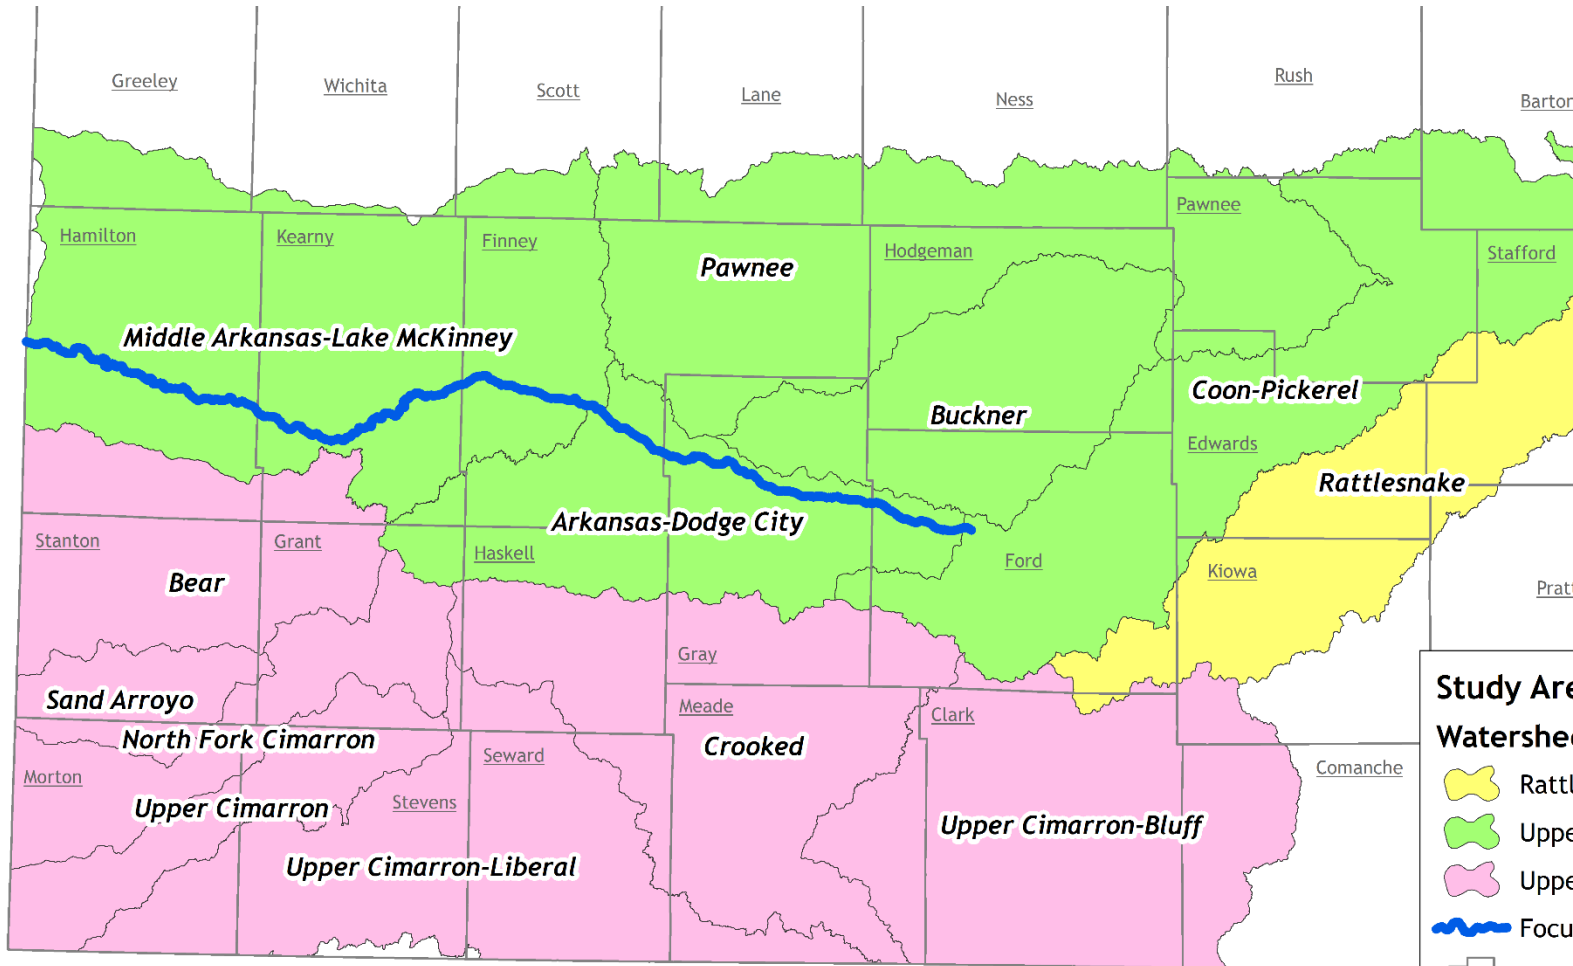 Greeley
Wichita
Scott
Lane
Ness
Rush
Barton
Pawnee
Hamilton
Kearny
Finney
Hodgeman
Stafford
Pawnee
Middle Arkansas-Lake McKinney
Coon-Pickerel
Buckner
Edwards
Rattlesnake
Arkansas-Dodge City
Stanton
Grant
Haskell
Ford
Kiowa
Bear
Pratt
Gray
Sand Arroyo
Meade
Clark
North Fork Cimarron
Crooked
Morton
Seward
Comanche
Upper Cimarron
Stevens
Upper Cimarron-Bluff
Upper Cimarron-Liberal
Study Are
Watershe
Rattl
Uppe
Uppe
Focu